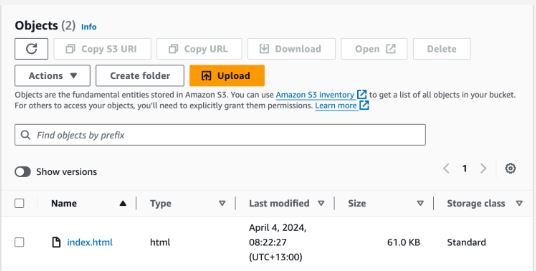 Objects (2) Info
Copy S3 URI Copy URL Download Open Delete
Actions Create folder Upload
Objects are the fundamental entities stored in Amazon S3. You can use Amazon S3 inventory to get a list of all objects in your bucket.
For others to access your objects, you'll need to explicitly grant them permissions. Learn more
Find objects by prefix
Show versions
1
Name Type Last modified Size Storage class
April 4, 2024,
index.html html 08:22:27 61.0 KB Standard
(UTC+13:00)